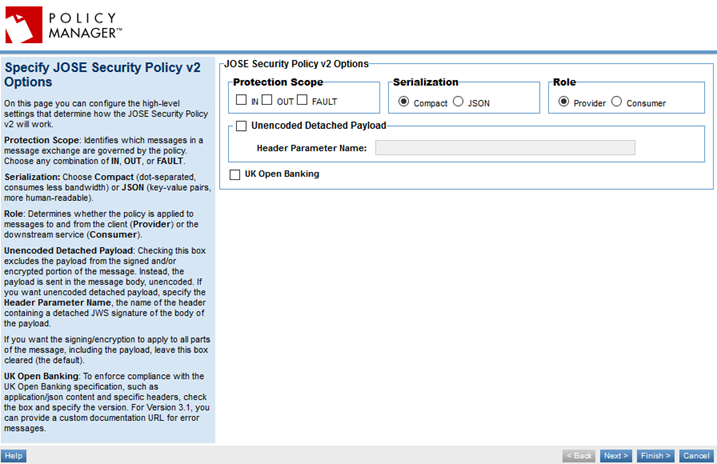 POLICY
MANAGER™
Specify JOSE Security Policy v2
Options
On this page you can configure the high-level
settings that determine how the JOSE Security Policy
v2 will work.
Protection Scope: Identifies which messages in a
message exchange are governed by the policy.
Choose any combination of IN, OUT, or FAULT.
Serialization: Choose Compact (dot-separated,
consumes less bandwidth) or JSON (key-value pairs,
more human-readable).
Role: Determines whether the policy is applied to
messages to and from the client (Provider) or the
downstream service (Consumer).
Unencoded Detached Payload: Checking this box
excludes the payload from the signed and/or
encrypted portion of the message. Instead, the
payload is sent in the message body, unencoded. If
you want unencoded detached payload, specify the
Header Parameter Name, the name of the header
containing a detached JWS signature of the body of
the payload.
If you want the signing/encryption to apply to all parts
of the message, including the payload, leave this box
cleared (the default).
UK Open Banking: To enforce compliance with the
UK Open Banking specification, such as
application/json content and specific headers, check
the box and specify the version. For Version 3.1, you
can provide a custom documentation URL for error
messages.
JOSE Security Policy v2 Options
Protection Scope
IN OUT FAULT
Serialization
Compact JSON
Role
Provider Consumer
Unencoded Detached Payload
Header Parameter Name:
UK Open Banking
Help
< Back Next > Finish > Cancel